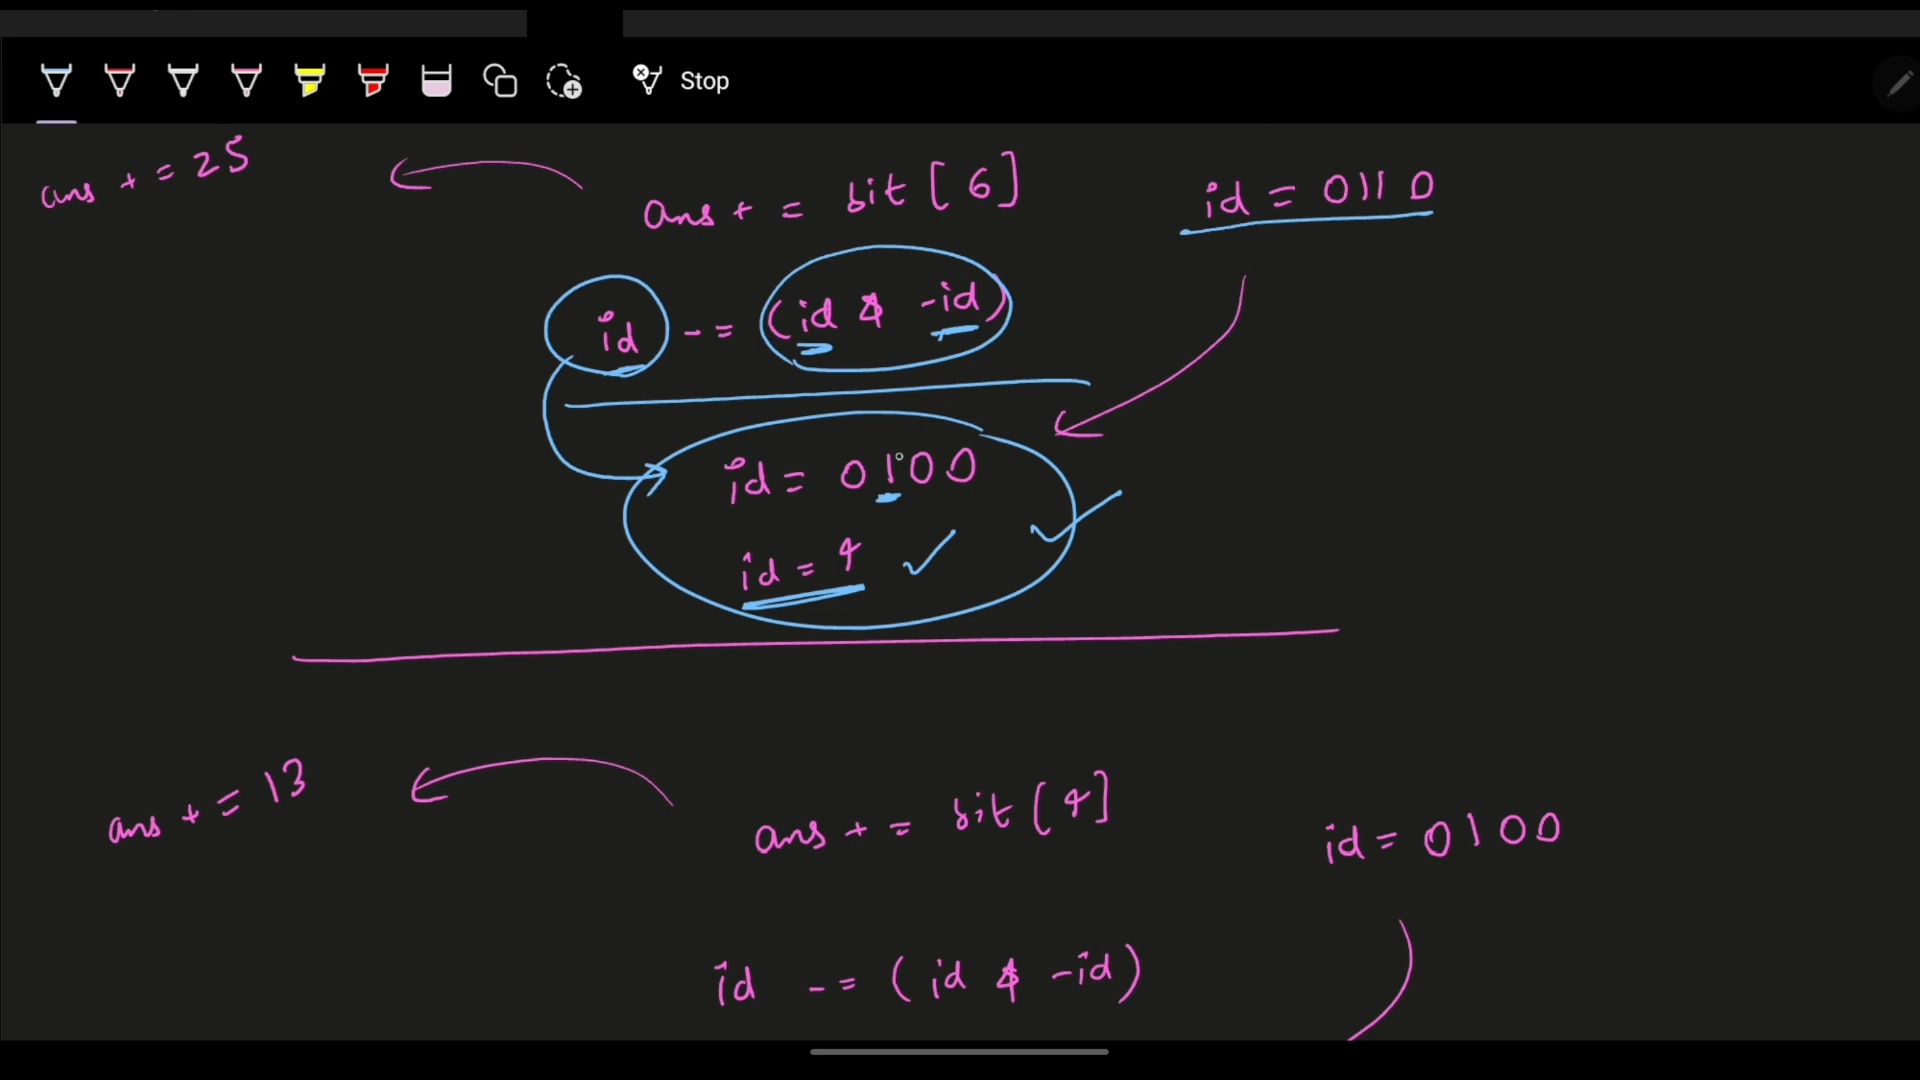 Stop
ans + = 25
ans + = bit [ 6 ]
id = 0110
id - = (id & -id)
id = 0100
id = 4
ans + = 13
ans + = bit [ 4 ]
id = 0100
id - = ( id & -id )